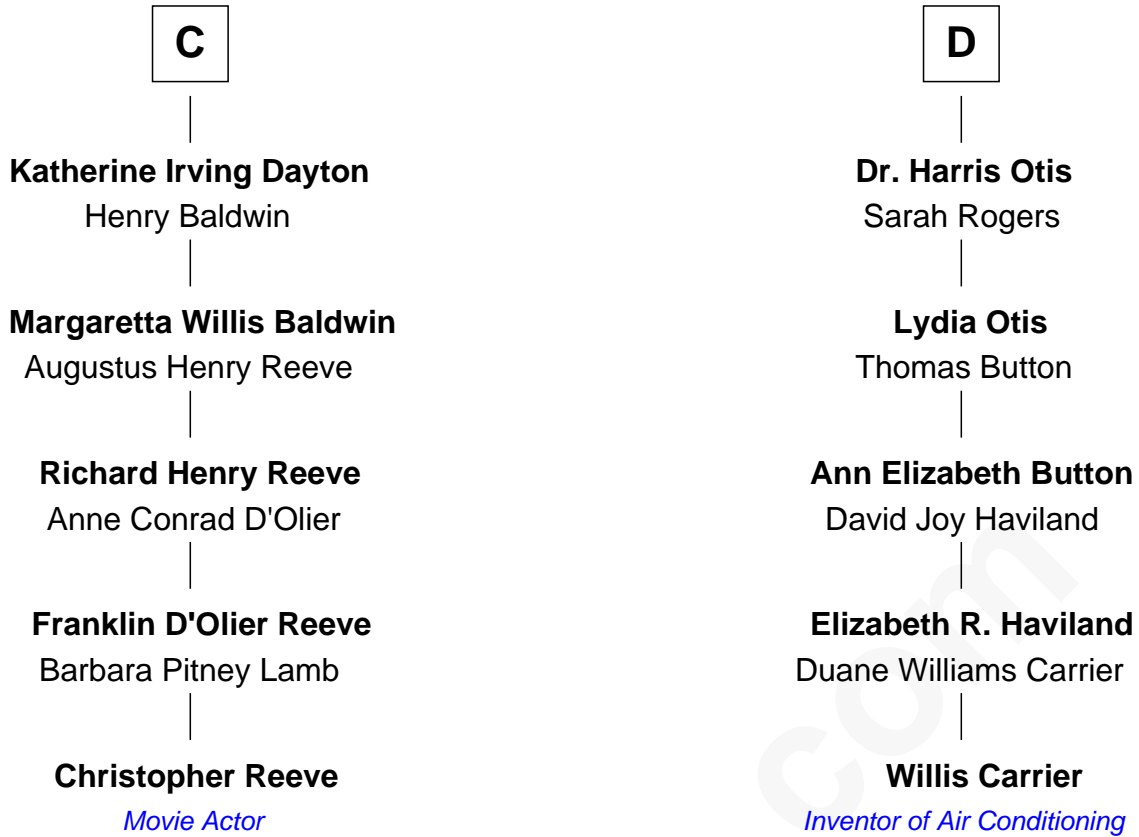 C
Katherine Irving Dayton
Henry Baldwin
Margaretta Willis Baldwin
Augustus Henry Reeve
Richard Henry Reeve
Anne Conrad D'Olier
Franklin D'Olier Reeve
Barbara Pitney Lamb
Christopher Reeve
Movie Actor
D
Dr. Harris Otis
Sarah Rogers
Lydia Otis
Thomas Button
Ann Elizabeth Button
David Joy Haviland
Elizabeth R. Haviland
Duane Williams Carrier
Willis Carrier
Inventor of Air Conditioning
com